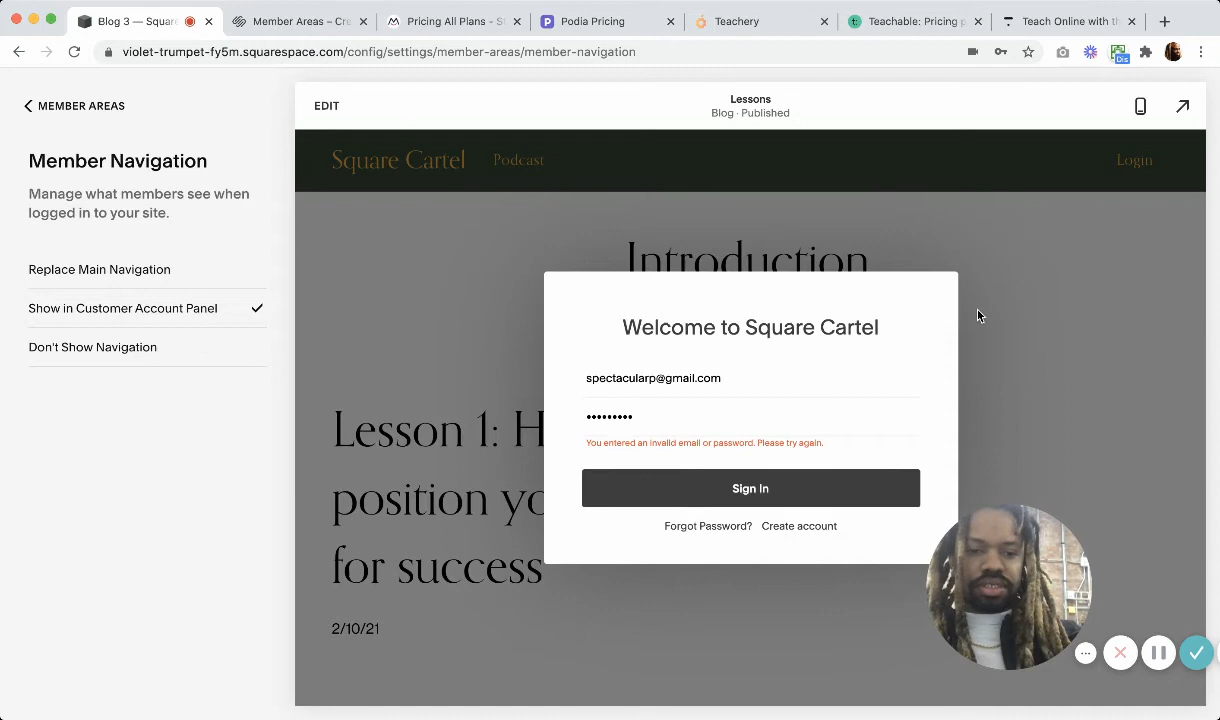 Blog 3 — Squar
Member Areas – Cre
Pricing All Plans - St
Podia Pricing
Teachery
Teachable: Pricing p
Teach Online with th
violet-trumpet-fy5m.squarespace.com/config/settings/member-areas/member-navigation
Dis
MEMBER AREAS
EDIT
Lessons
Blog · Published
Member Navigation
Manage what members see when
logged in to your site.
Replace Main Navigation
Show in Customer Account Panel
Don't Show Navigation
Square Cartel
Podcast
Login
Introduction
Welcome to Square Cartel
spectacularp@gmail.com
•••••••••
You entered an invalid email or password. Please try again.
Sign In
Forgot Password? Create account
Lesson 1: H
position yo
for success
2/10/21